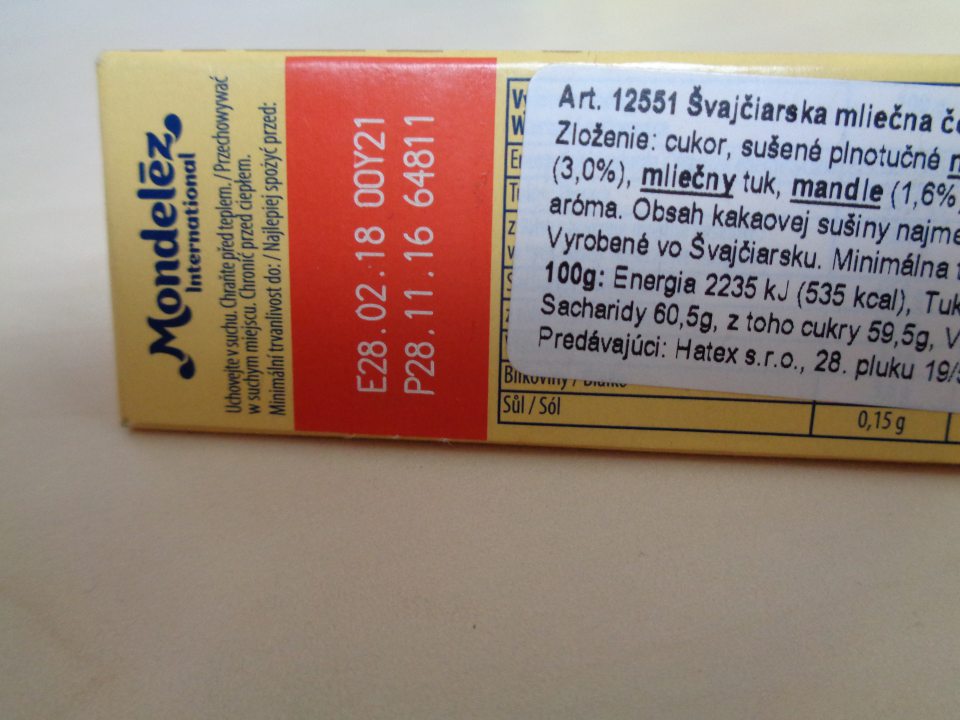 Mondelēz
International
Uchovejte v suchu. Chraňte před teplem. / Przechowywać
w suchym miejscu. Chronić przed ciepłem.
Minimální trvanlivost do: / Najlepiej spożyć przed:
E28.02.18 00Y21
P28.11.16 64811
Art. 12551 Švajčiarska mliečna
Zloženie: cukor, sušené plnotučné
(3,0%), mliečny tuk, mandle (1,6%
aróma. Obsah kakaovej sušiny
Vyrobené vo Švajčiarsku. Minimálna
100g: Energia 2235 kJ (535 kcal),
Sacharidy 60,5g, z toho cukry 59,5g,
Predávajúci: Hatex s.r.o., 28. pluku 19/
Sůl / Sól
0,15 g